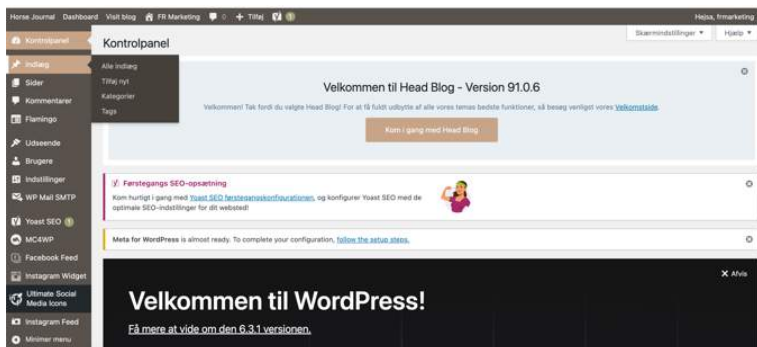 Horse Journal Dashboard Visit blog FR Marketing 0 + Tilføj 1 Hejsa, frmarketing
Skærmindstillinger ▼ Hjælp ▼
Kontrolpanel
Indlæg
Sider
Kommentarer
Flamingo
Udseende
Brugere
Indstillinger
WP Mail SMTP
Yoast SEO 1
MC4WP
Facebook Feed
Instagram Widget
Ultimate Social
Media Icons
Instagram Feed
Minimer menu
Alle indlæg
Tilføj nyt
Kategorier
Tags
Kontrolpanel
Velkommen til Head Blog - Version 91.0.6
Velkommen! Tak fordi du valgte Head Blog! For at få fuldt udbytte af alle vores temas bedste funktioner, så besøg venligst vores Velkomstside.
Kom i gang med Head Blog
Førstegangs SEO-opsætning
Kom hurtigt i gang med Yoast SEO førstegangskonfigurationen, og konfigurer Yoast SEO med de
optimale SEO-indstillinger for dit websted!
Meta for WordPress is almost ready. To complete your configuration, follow the setup steps.
Afvis
Velkommen til WordPress!
Få mere at vide om den 6.3.1 versionen.